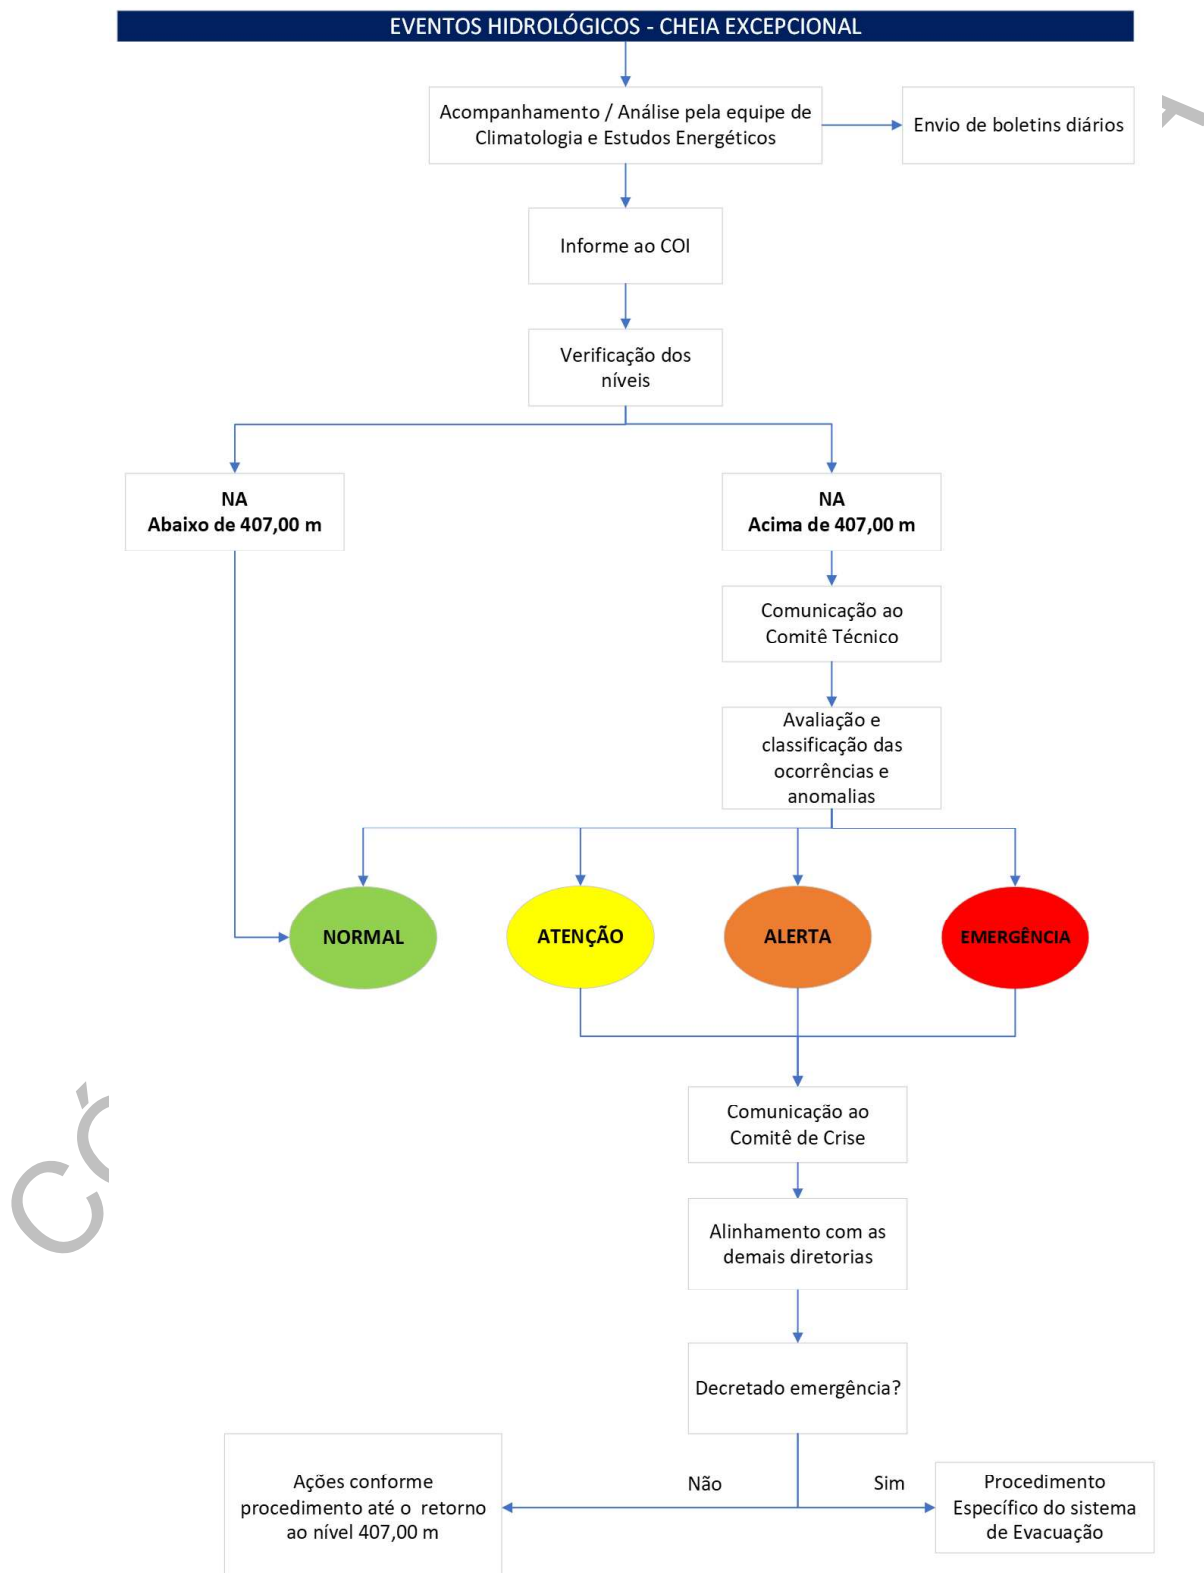 EVENTOS HIDROLÓGICOS - CHEIA EXCEPCIONAL
Acompanhamento / Análise pela equipe de
Climatologia e Estudos Energéticos
Envio de boletins diários
Informe ao COI
Verificação dos
níveis
NA
Abaixo de 407,00 m
NA
Acima de 407,00 m
Comunicação ao
Comitê Técnico
Avaliação e
classificação das
ocorrências e
anomalias
NORMAL
ATENÇÃO
ALERTA
EMERGÊNCIA
Comunicação ao
Comitê de Crise
Alinhamento com as
demais diretorias
Decretado emergência?
Não
Sim
Ações conforme
procedimento até o retorno
ao nível 407,00 m
Procedimento
Específico do sistema
de Evacuação